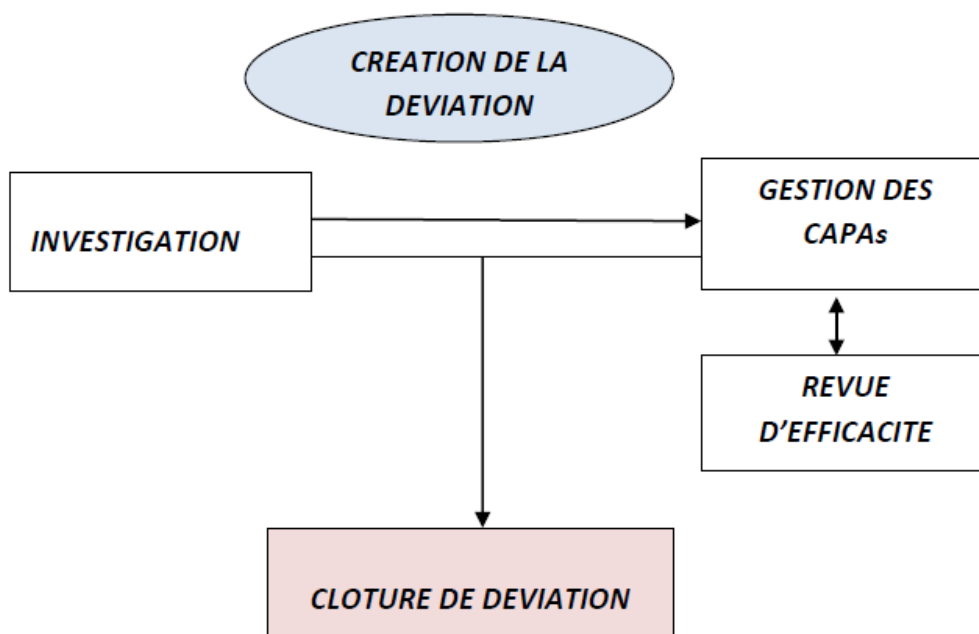 CREATION DE LA
DEVIATION
INVESTIGATION
GESTION DES
CAPAs
REVUE
D’EFFICACITE
CLOTURE DE DEVIATION